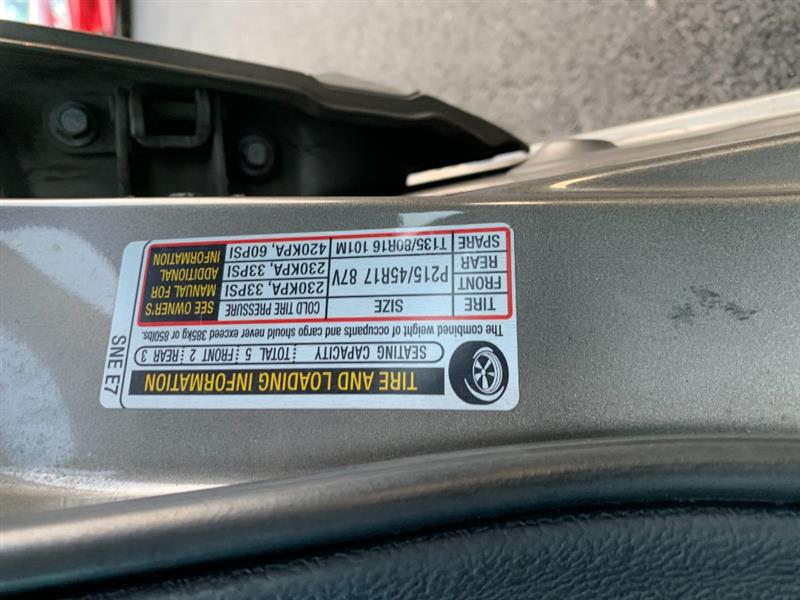 TIRE AND LOADING INFORMATION
SEATING CAPACITY TOTAL 5 FRONT 2 REAR 3
The combined weight of occupants and cargo should never exceed 385kg or 850lbs.
TIRE SIZE COLD TIRE PRESSURE
FRONT P215/45R17 87V 230KPA, 33PSI
REAR 230KPA, 33PSI
SPARE T135/80R16 101M 420KPA, 60PSI
SEE OWNER'S
MANUAL FOR
ADDITIONAL
INFORMATION
SNE E7